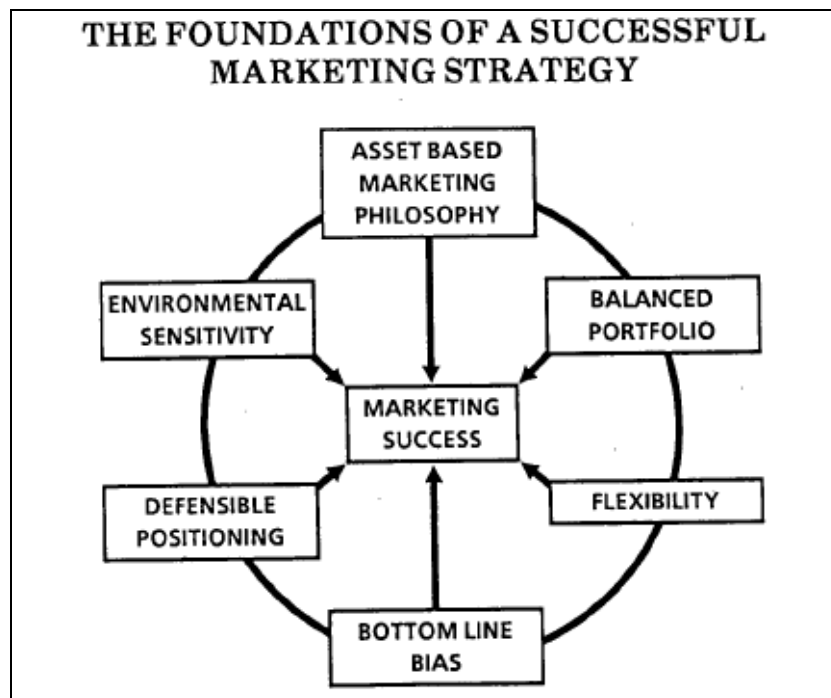 THE FOUNDATIONS OF A SUCCESSFUL
MARKETING STRATEGY
ASSET BASED
MARKETING
PHILOSOPHY
ENVIRONMENTAL
SENSITIVITY
BALANCED
PORTFOLIO
MARKETING
SUCCESS
DEFENSIBLE
POSITIONING
FLEXIBILITY
BOTTOM LINE
BIAS